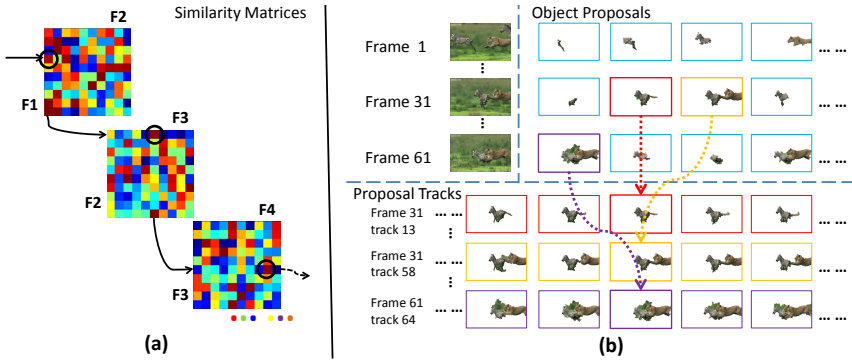 Similarity Matrices
F2
F1
F3
F2
F4
F3
(a)
Object Proposals
Frame 1
... ...
...
Frame 31
... ...
...
Frame 61
... ...
Proposal Tracks
Frame 31
track 13
... ...
... ...
...
Frame 31
track 58
... ...
... ...
...
Frame 61
track 64
... ...
... ...
(b)